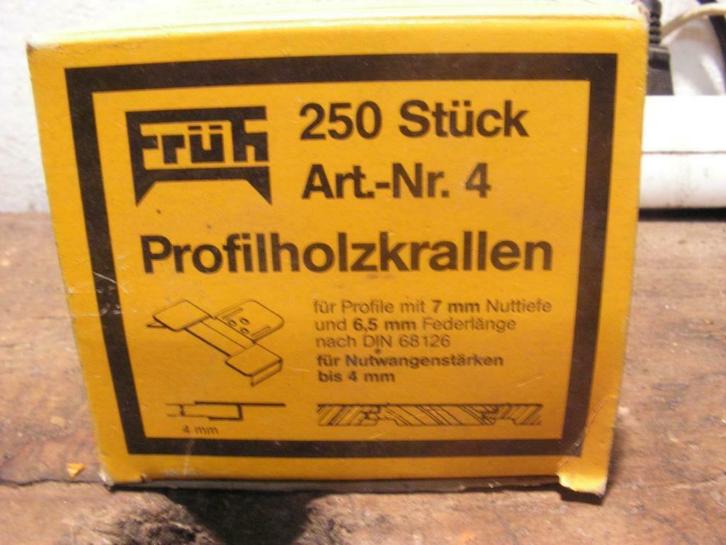 Früh
250 Stück
Art.-Nr. 4
Profilholzkrallen
für Profile mit 7 mm Nuttiefe
und 6,5 mm Federlänge
nach DIN 68126
für Nutwangenstärken
bis 4 mm
4 mm